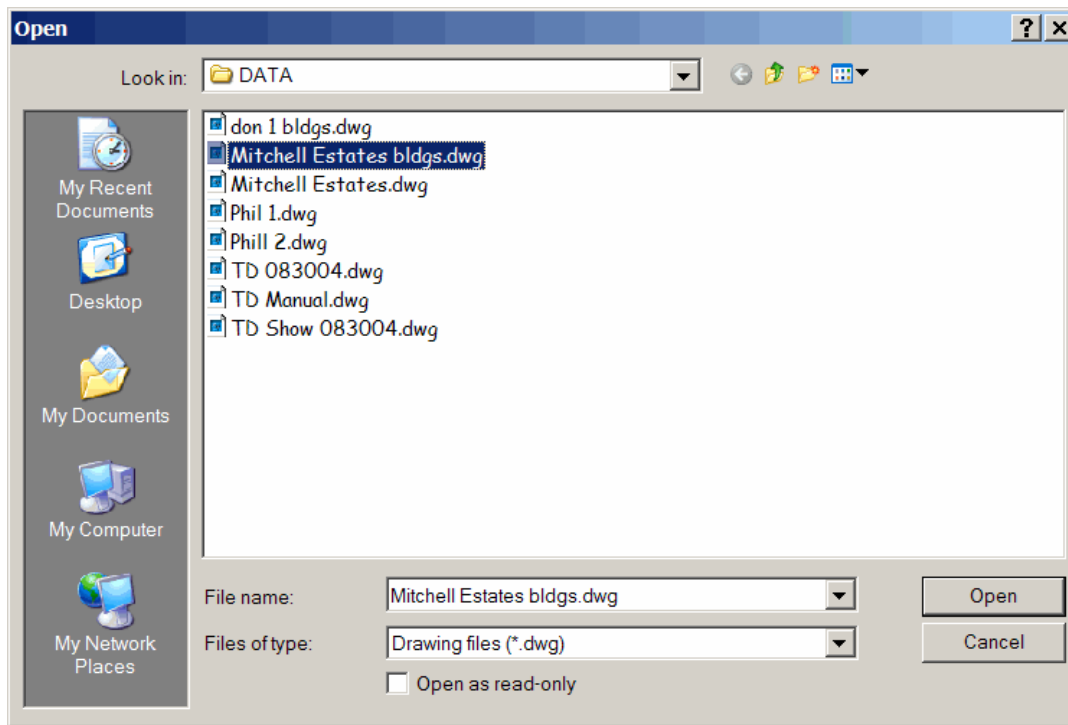 Open
Look in: DATA
My Recent
Documents
Desktop
My Documents
My Computer
My Network
Places
don 1 bldgs.dwg
Mitchell Estates bldgs.dwg
Mitchell Estates.dwg
Phil 1.dwg
Phill 2.dwg
TD 083004.dwg
TD Manual.dwg
TD Show 083004.dwg
File name: Mitchell Estates bldgs.dwg Open
Files of type: Drawing files (*.dwg) Cancel
Open as read-only